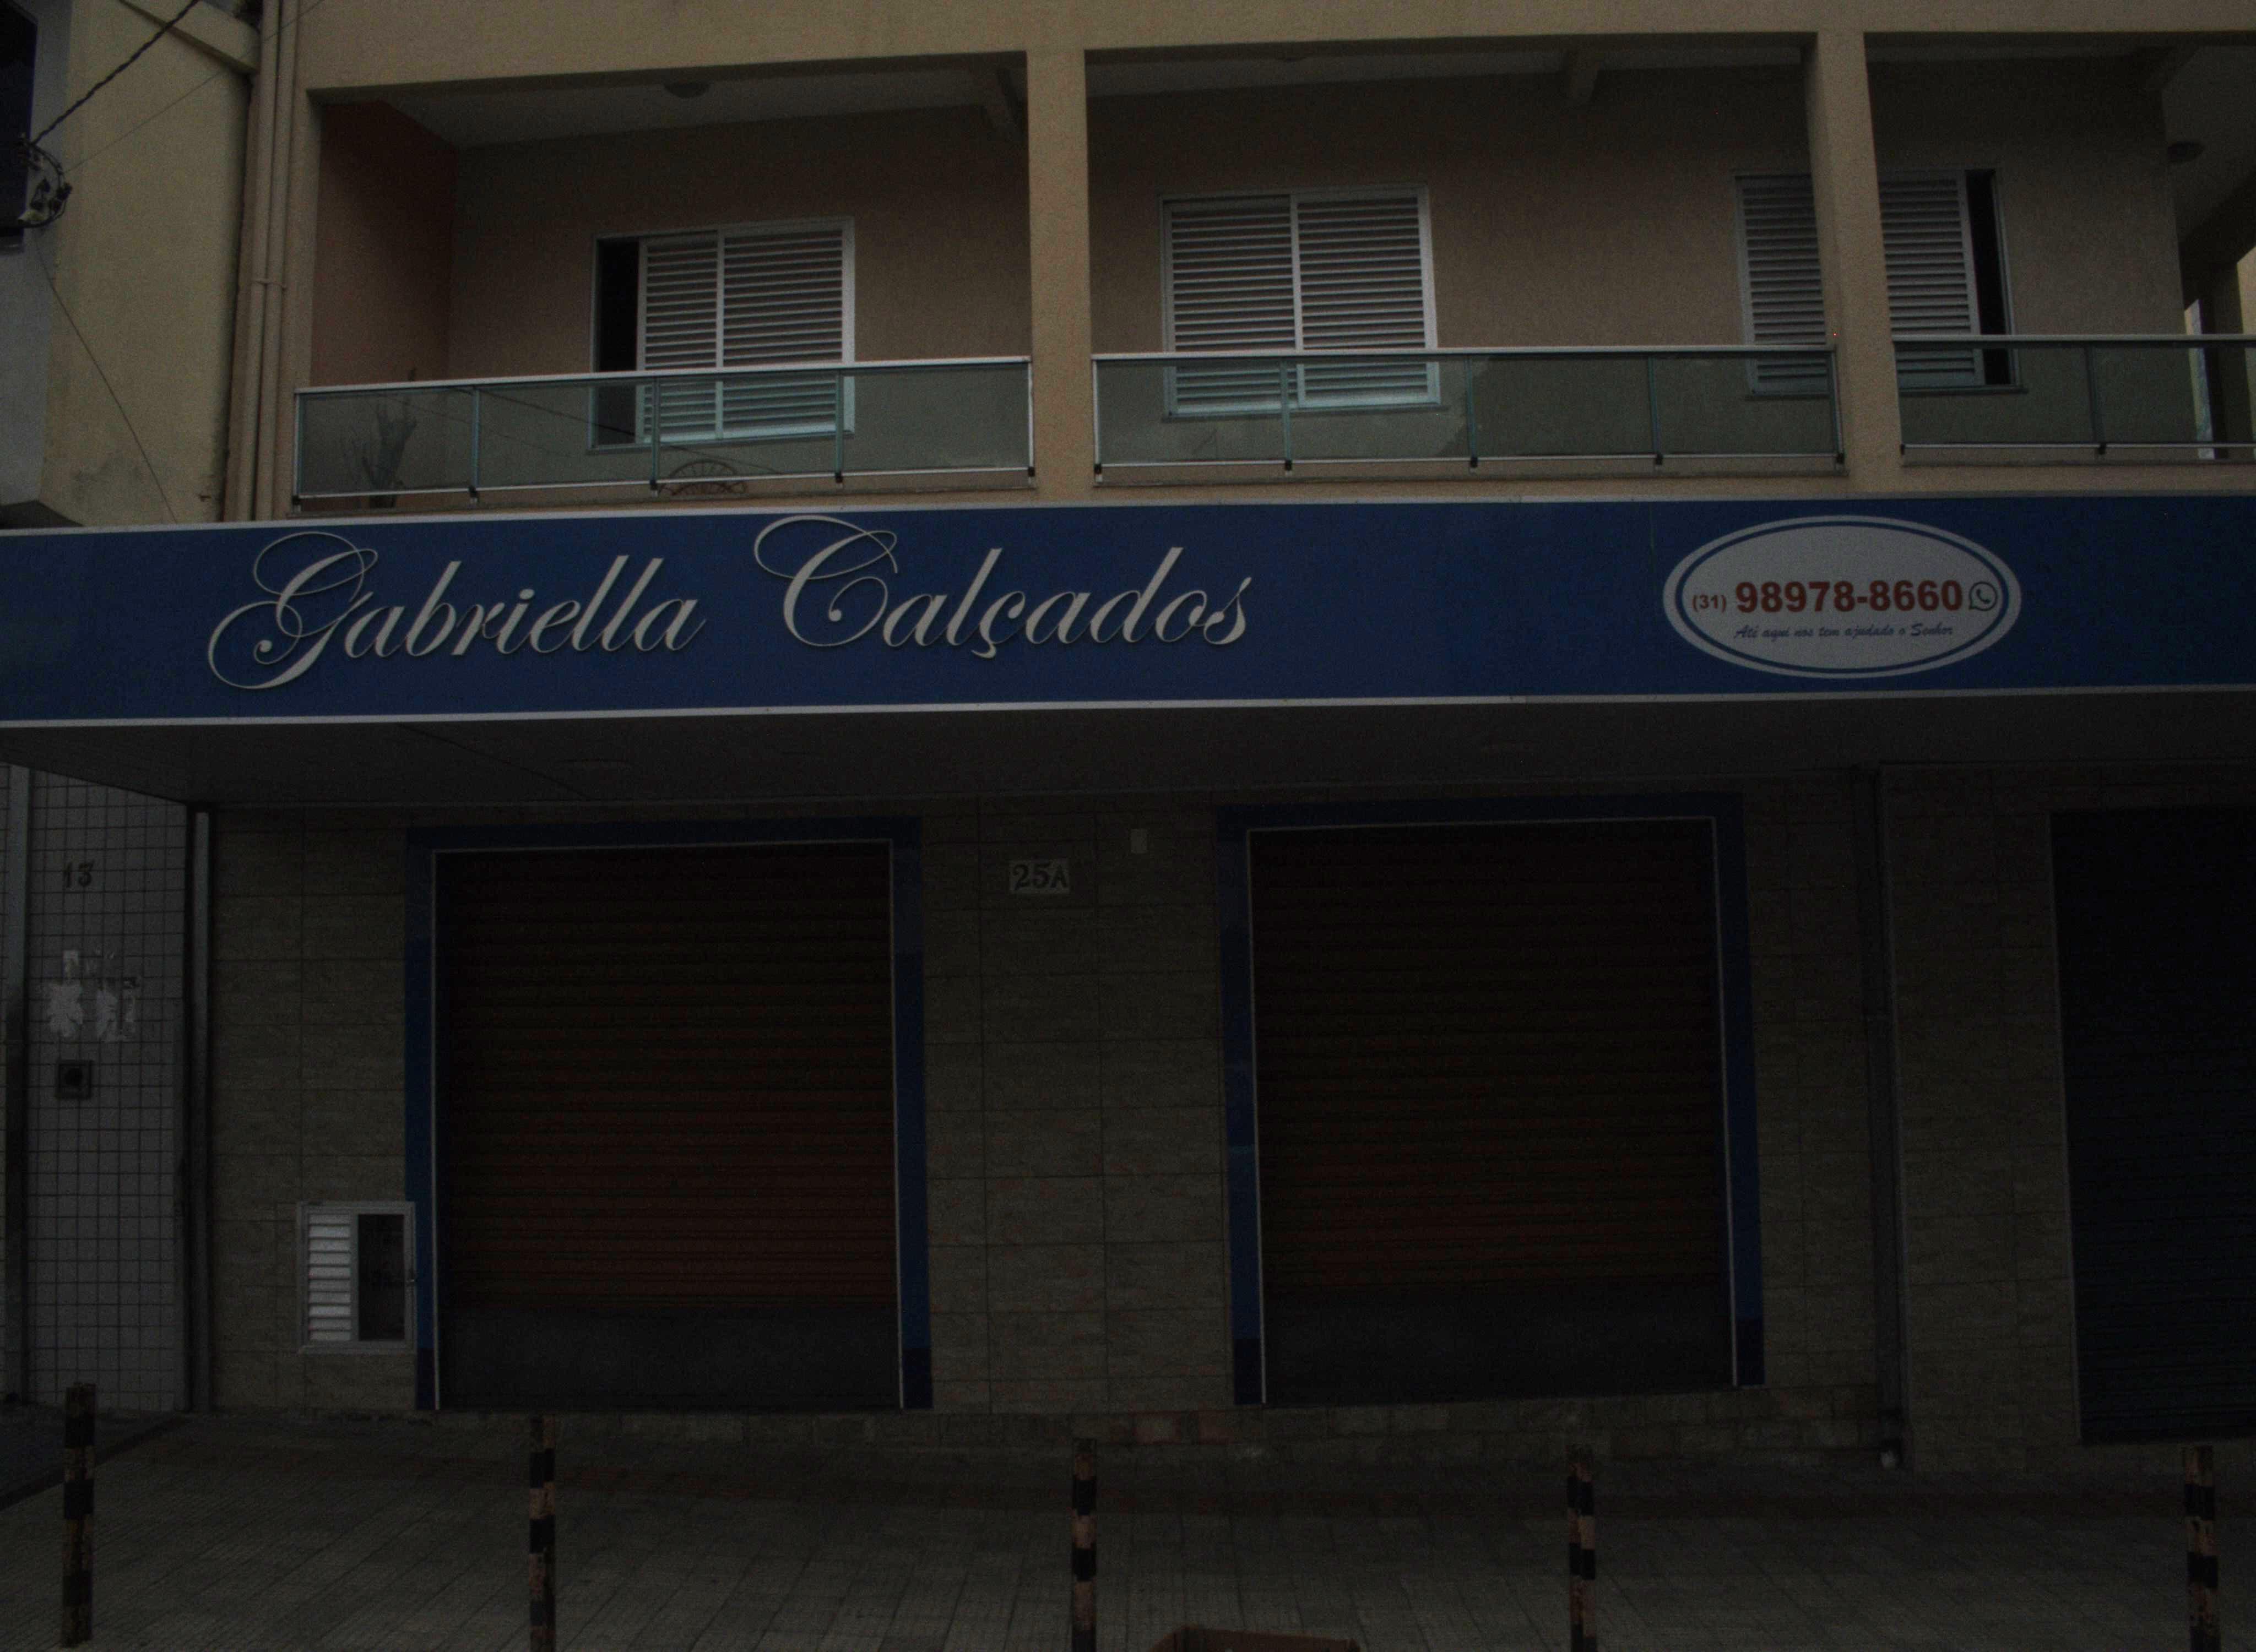 Gabriella Calçados
(31) 98978-8660
Até aqui nos tem ajudado o Senhor
13
25A